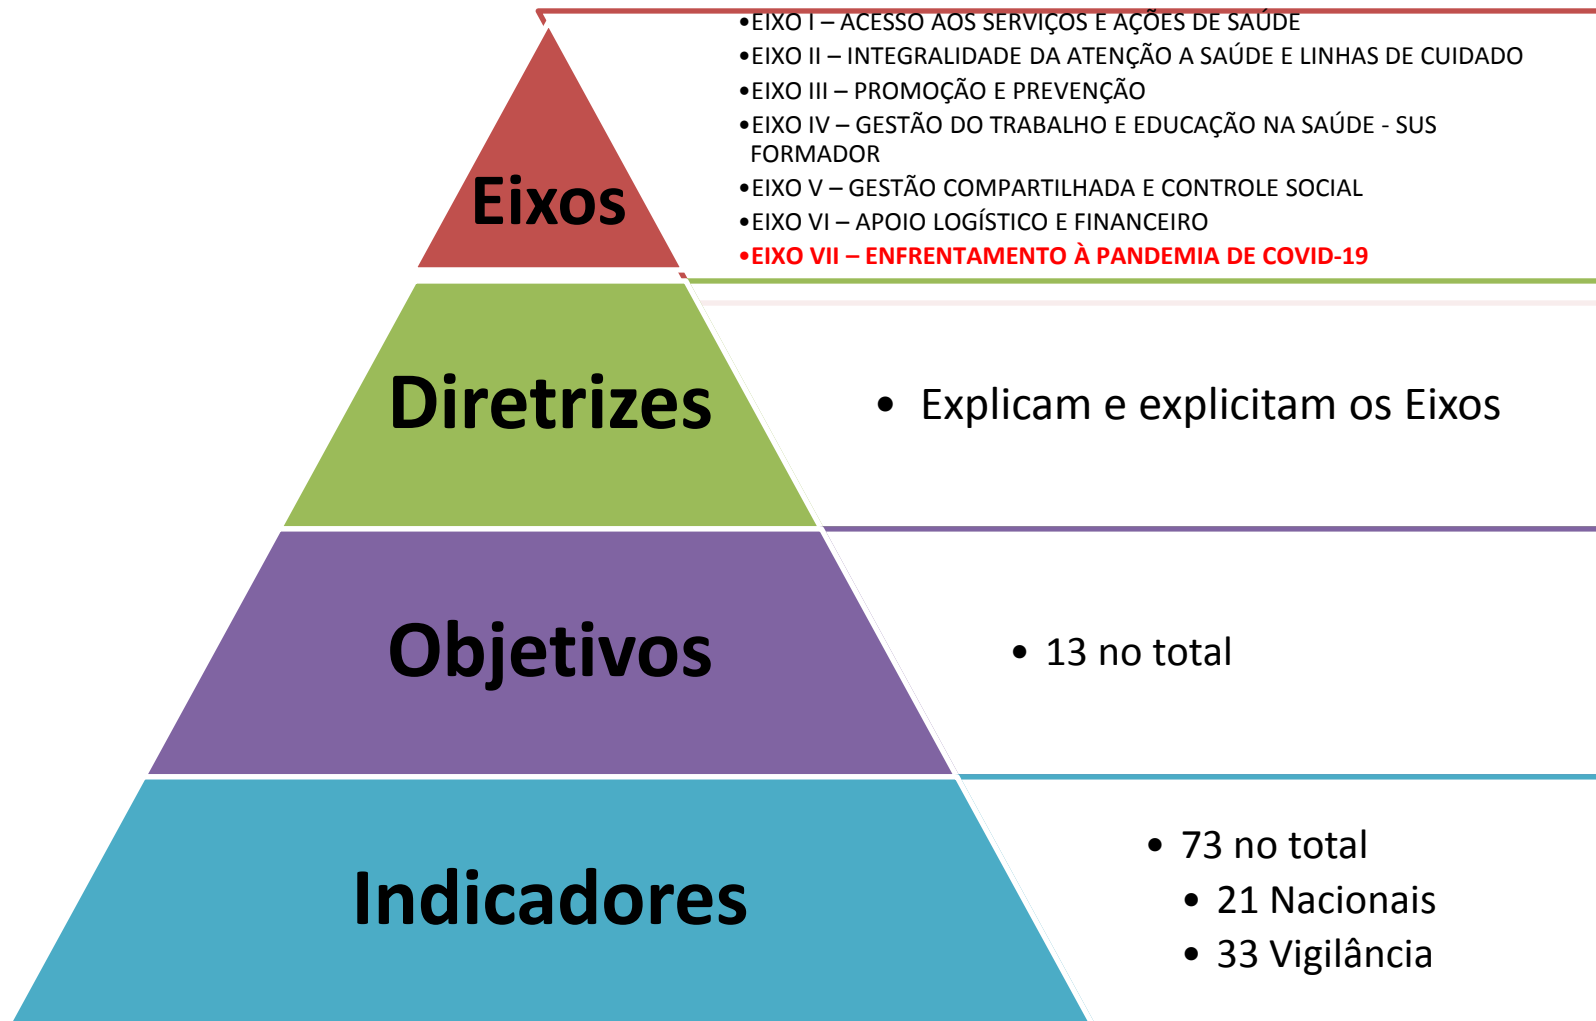 •EIXO I – ACESSO AOS SERVIÇOS E AÇÕES DE SAÚDE
•EIXO II – INTEGRALIDADE DA ATENÇÃO A SAÚDE E LINHAS DE CUIDADO
•EIXO III – PROMOÇÃO E PREVENÇÃO
•EIXO IV – GESTÃO DO TRABALHO E EDUCAÇÃO NA SAÚDE - SUS
FORMADOR
•EIXO V – GESTÃO COMPARTILHADA E CONTROLE SOCIAL
•EIXO VI – APOIO LOGÍSTICO E FINANCEIRO
•EIXO VII – ENFRENTAMENTO À PANDEMIA DE COVID-19
Eixos
Diretrizes
• Explicam e explicitam os Eixos
Objetivos
• 13 no total
Indicadores
• 73 no total
• 21 Nacionais
• 33 Vigilância